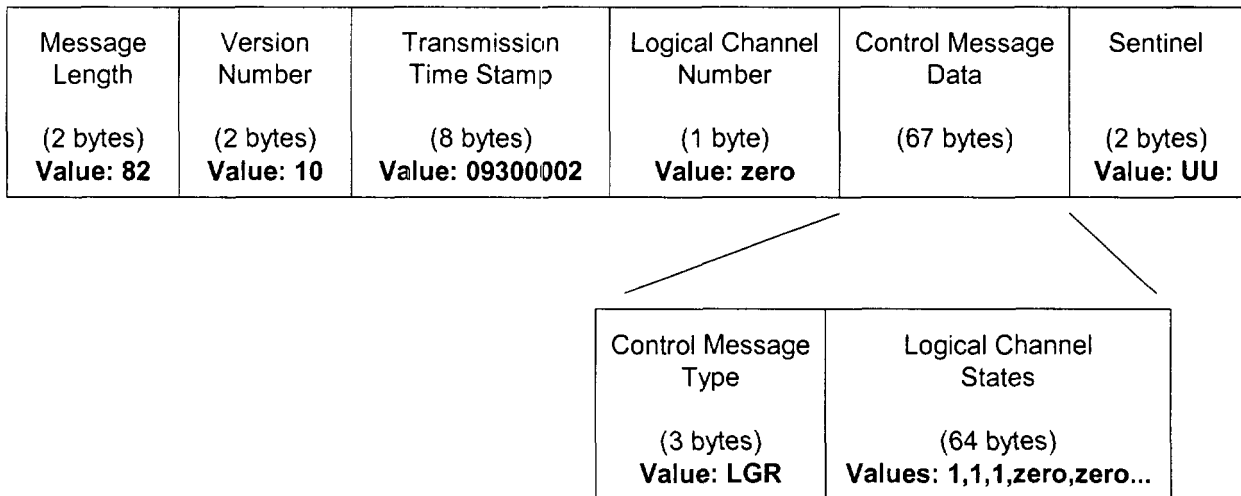 Message Length
(2 bytes)
Value: 82
Version Number
(2 bytes)
Value: 10
Transmission Time Stamp
(8 bytes)
Value: 09300002
Logical Channel Number
(1 byte)
Value: zero
Control Message Data
(67 bytes)
Sentinel
(2 bytes)
Value: UU
Control Message Type
(3 bytes)
Value: LGR
Logical Channel States
(64 bytes)
Values: 1,1,1,zero,zero...